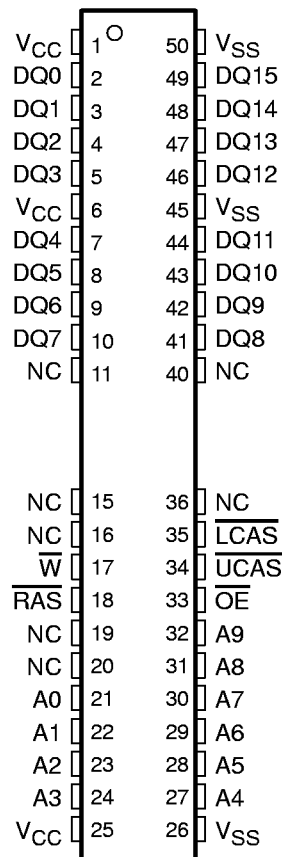 VCC 1 50 VSS
DQ0 2 49 DQ15
DQ1 3 48 DQ14
DQ2 4 47 DQ13
DQ3 5 46 DQ12
VCC 6 45 VSS
DQ4 7 44 DQ11
DQ5 8 43 DQ10
DQ6 9 42 DQ9
DQ7 10 41 DQ8
NC 11 40 NC
NC 15 36 NC
NC 16 35 L̅C̅A̅S̅
W̅ 17 34 U̅C̅A̅S̅
R̅A̅S̅ 18 33 O̅E̅
NC 19 32 A9
NC 20 31 A8
A0 21 30 A7
A1 22 29 A6
A2 23 28 A5
A3 24 27 A4
VCC 25 26 VSS